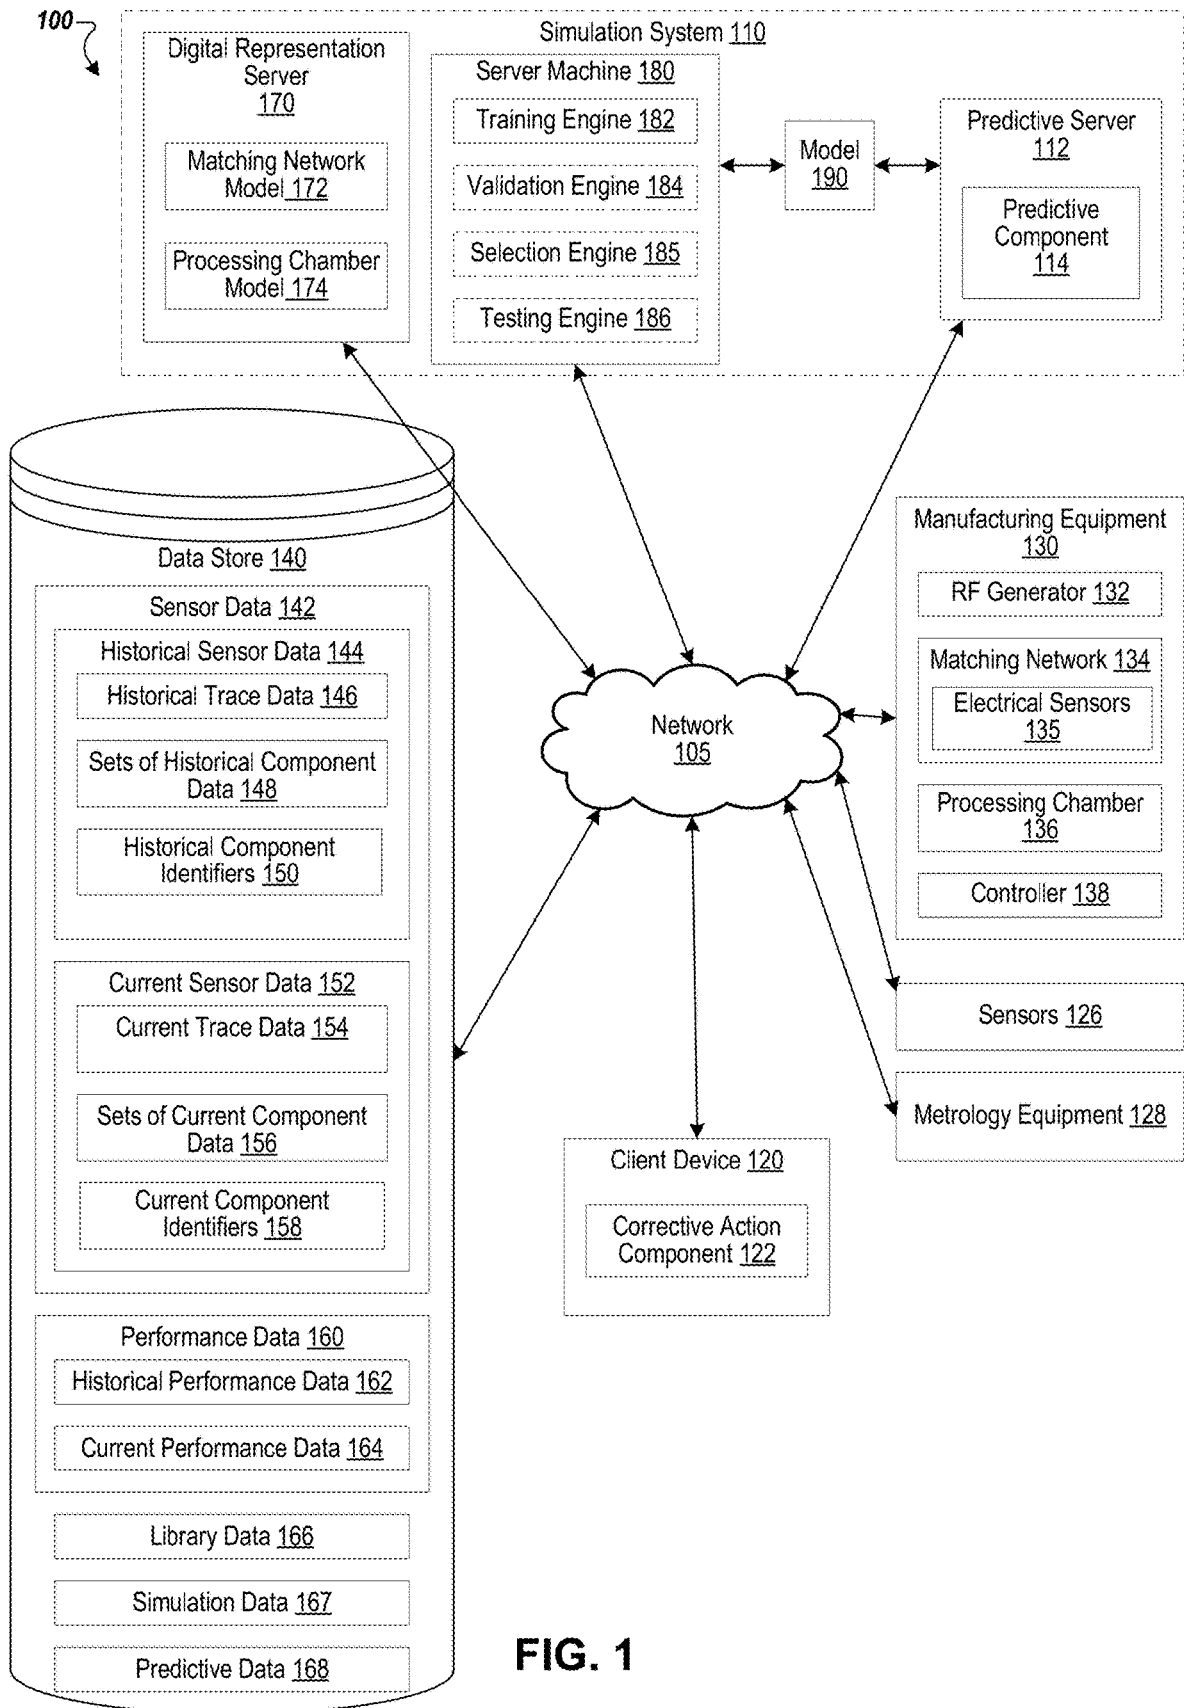 100
Simulation System 110
Digital Representation
Server
170
Matching Network
Model 172
Processing Chamber
Model 174
Server Machine 180
Training Engine 182
Validation Engine 184
Selection Engine 185
Testing Engine 186
Model
190
Predictive Server
112
Predictive
Component
114
Data Store 140
Sensor Data 142
Historical Sensor Data 144
Historical Trace Data 146
Sets of Historical Component
Data 148
Historical Component
Identifiers 150
Current Sensor Data 152
Current Trace Data 154
Sets of Current Component
Data 156
Current Component
Identifiers 158
Performance Data 160
Historical Performance Data 162
Current Performance Data 164
Library Data 166
Simulation Data 167
Predictive Data 168
Network
105
Client Device 120
Corrective Action
Component 122
Manufacturing Equipment
130
RF Generator 132
Matching Network 134
Electrical Sensors
135
Processing Chamber
136
Controller 138
Sensors 126
Metrology Equipment 128
FIG. 1